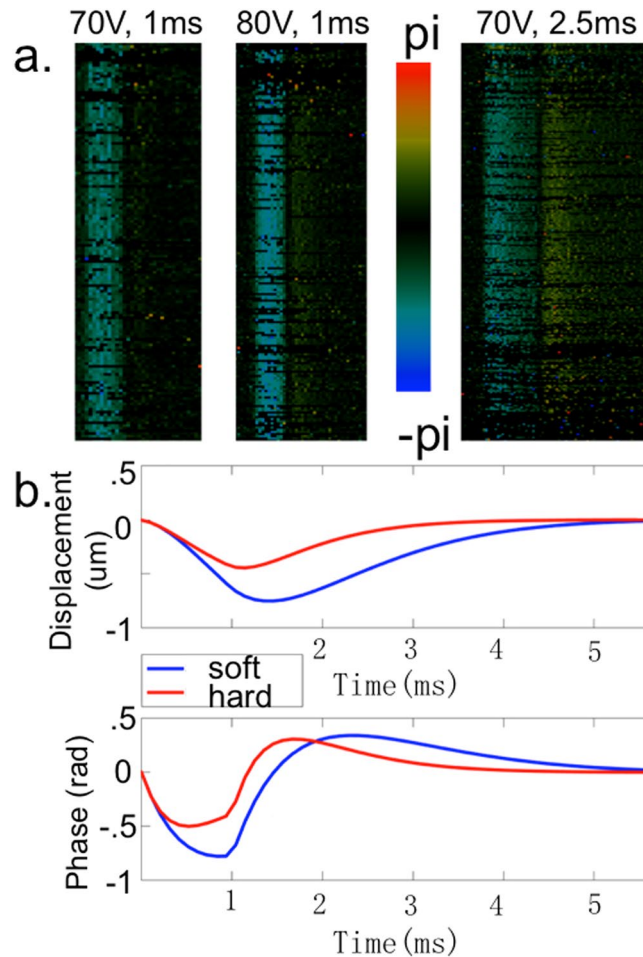 70V, 1ms 80V, 1ms pi 70V, 2.5ms
a.
-pi
b.
.5
0
-1
Displacement
(um)
2 3 4 5
Time(ms)
soft
hard
.5
0
-.5
-1
Phase (rad)
1 2 3 4 5
Time(ms)